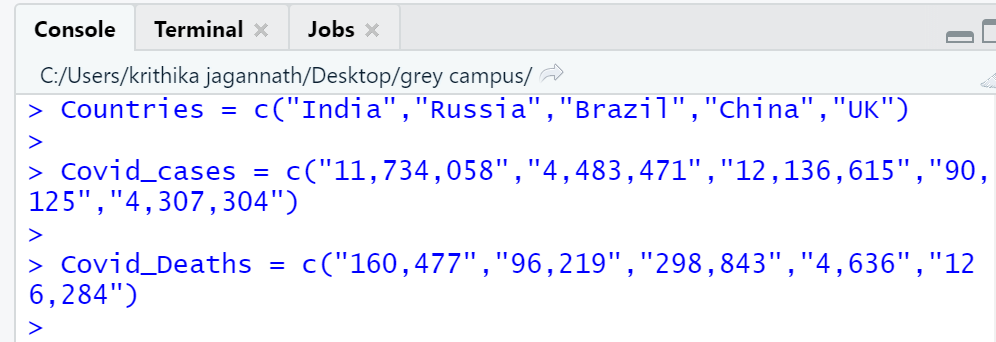 Console Terminal × Jobs ×
C:/Users/krithika jagannath/Desktop/grey campus/
> Countries = c("India","Russia","Brazil","China","UK")
>
> Covid_cases = c("11,734,058","4,483,471","12,136,615","90,
125","4,307,304")
>
> Covid_Deaths = c("160,477","96,219","298,843","4,636","12
6,284")
>